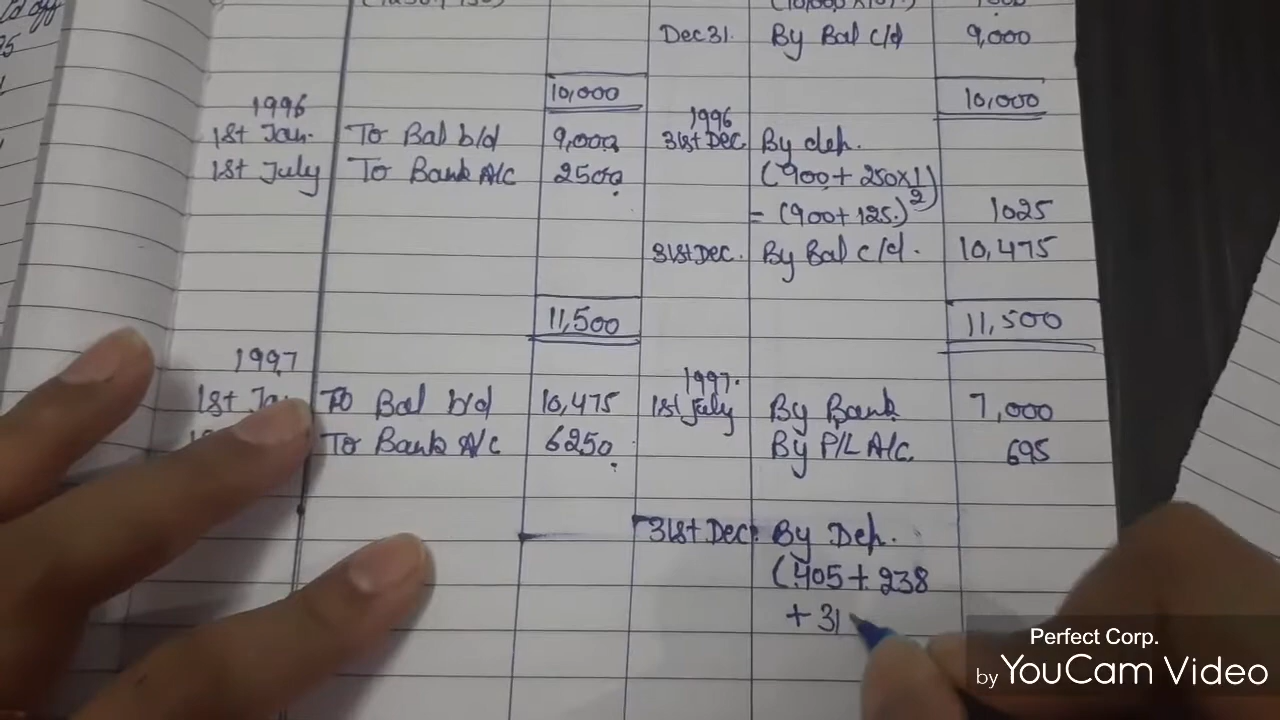 Dec 31. By Bal c/d 9,000
10,000 10,000
1996 1996
1st Jan. To Bal b/d 9,000 31st Dec. By deh.
1st July To Bank A/c 2500 (900 + 250 × 1/2)
= (900 + 125.) 1025
31st Dec. By Bal c/d. 10,475
11,500 11,500
1997 1997.
1st To Bal b/d 10,475 1st July By Bank 7,000
To Bank A/c 6250 By P/L A/c 695
31st Dec. By Deh.
(405 + 238
+ 31
Perfect Corp.
by YouCam Video